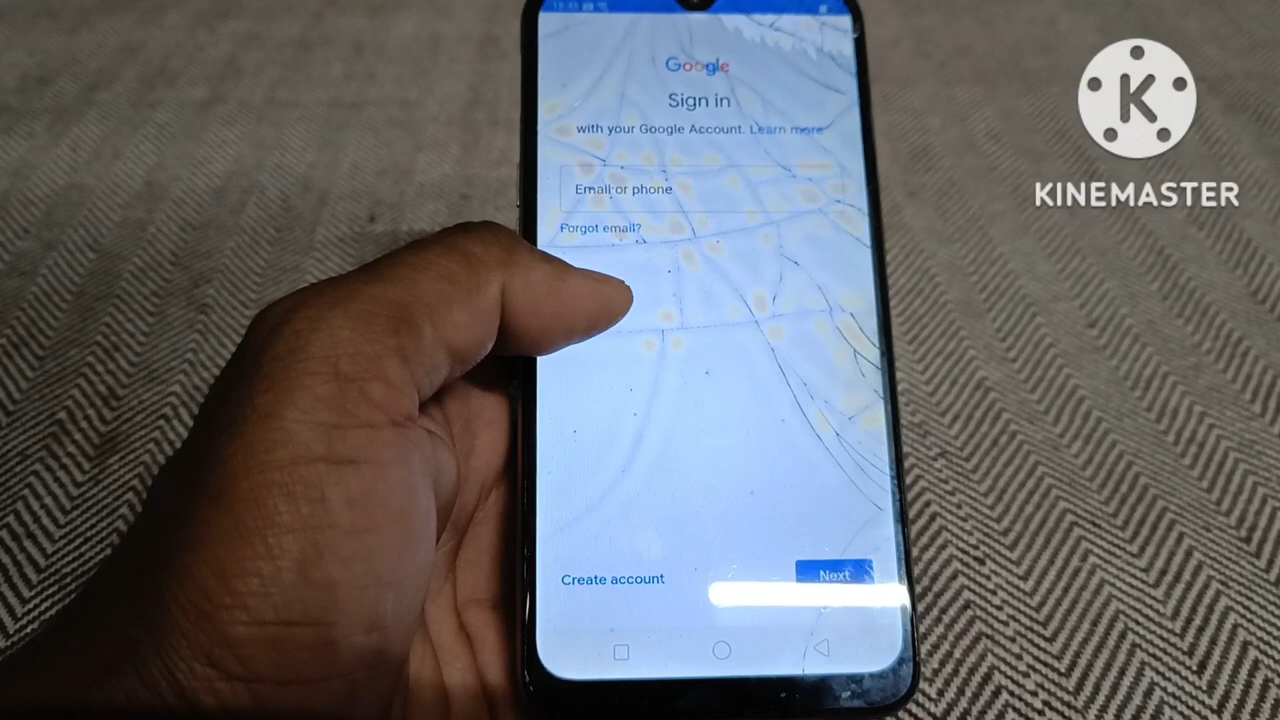 Google
Sign in
with your Google Account. Learn more
Email or phone
Forgot email?
Create account
Next
K
KINEMASTER